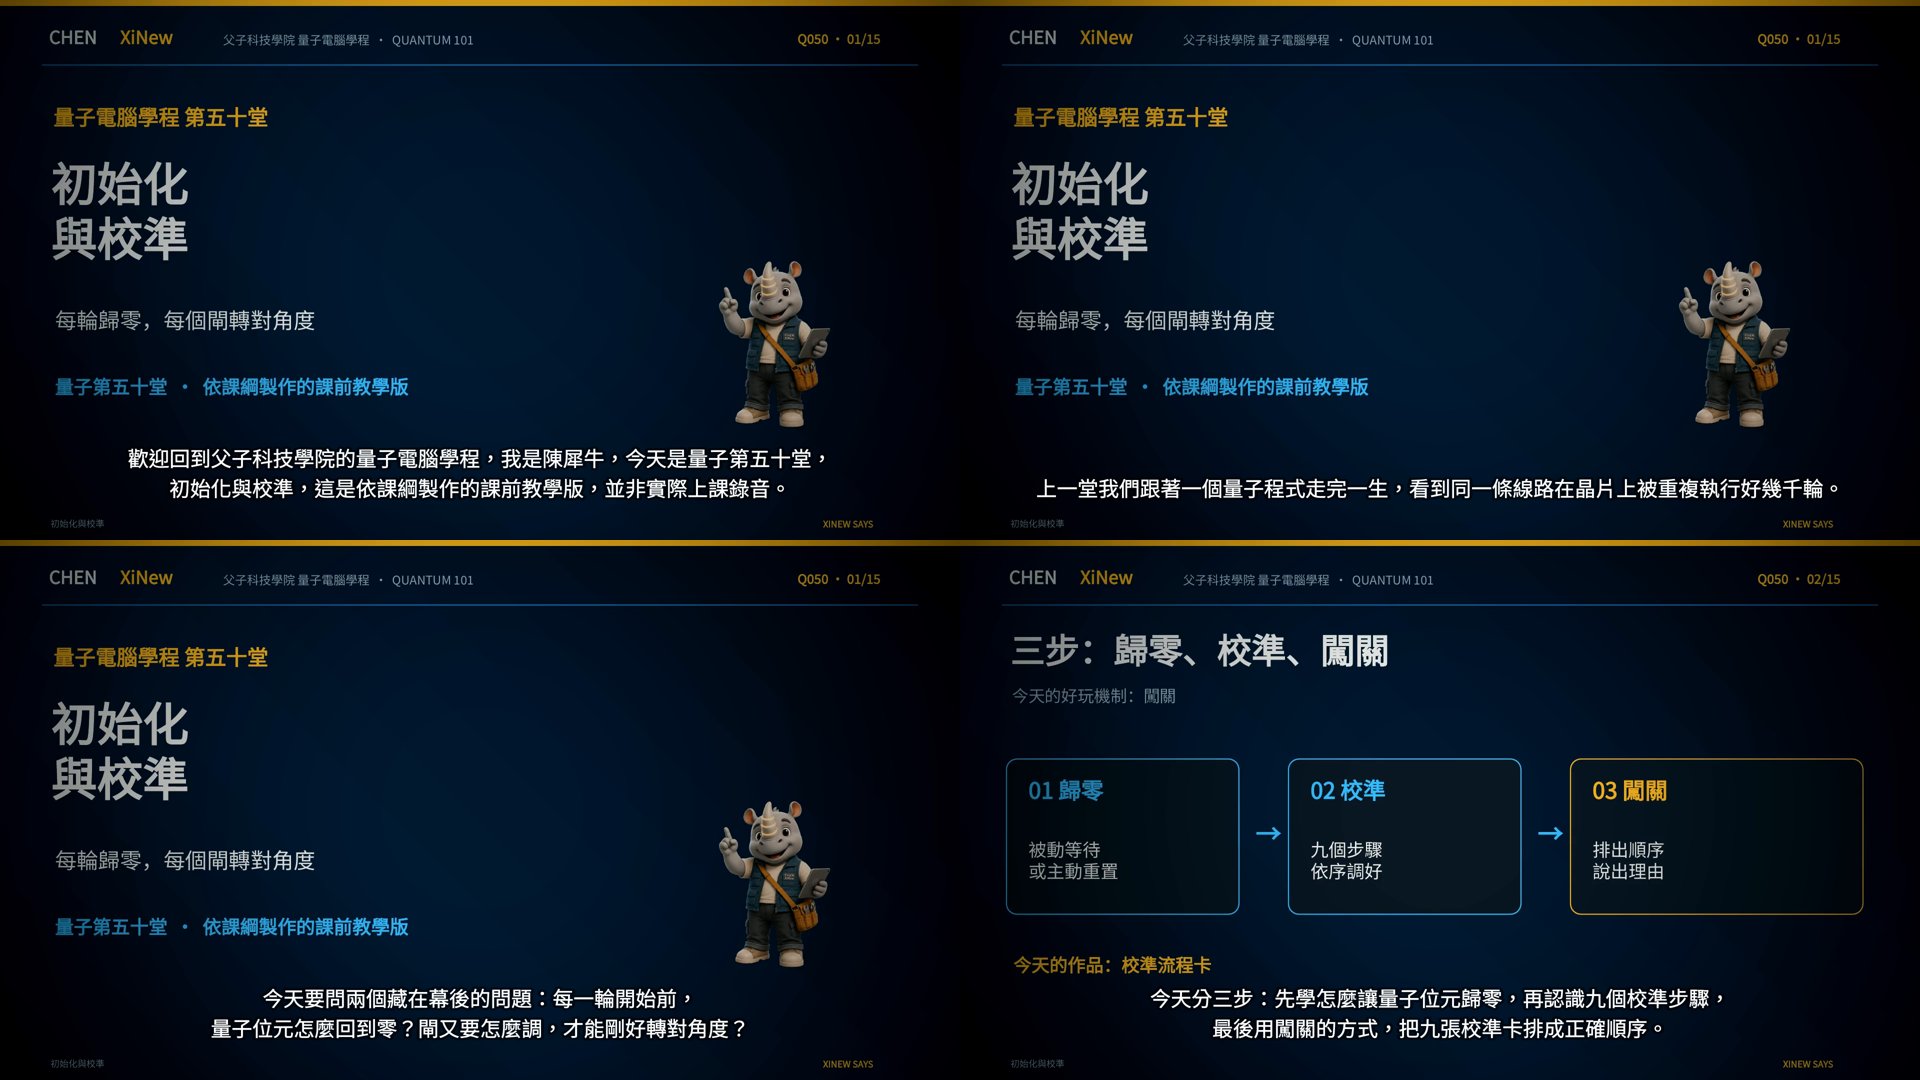 CHEN XiNew 父子科技學院 量子電腦學程 · QUANTUM 101 Q050 · 01/15
量子電腦學程 第五十堂
初始化
與校準
每輪歸零，每個閘轉對角度
量子第五十堂 · 依課綱製作的課前教學版
歡迎回到父子科技學院的量子電腦學程，我是陳犀牛，今天是量子第五十堂，
初始化與校準，這是依課綱製作的課前教學版，並非實際上課錄音。
初始化與校準 XINEW SAYS
CHEN XiNew 父子科技學院 量子電腦學程 · QUANTUM 101 Q050 · 01/15
量子電腦學程 第五十堂
初始化
與校準
每輪歸零，每個閘轉對角度
量子第五十堂 · 依課綱製作的課前教學版
上一堂我們跟著一個量子程式走完一生，看到同一條線路在晶片上被重複執行好幾千輪。
初始化與校準 XINEW SAYS
CHEN XiNew 父子科技學院 量子電腦學程 · QUANTUM 101 Q050 · 01/15
量子電腦學程 第五十堂
初始化
與校準
每輪歸零，每個閘轉對角度
量子第五十堂 · 依課綱製作的課前教學版
今天要問兩個藏在幕後的問題：每一輪開始前，
量子位元怎麼回到零？閘又要怎麼調，才能剛好轉對角度？
初始化與校準 XINEW SAYS
CHEN XiNew 父子科技學院 量子電腦學程 · QUANTUM 101 Q050 · 02/15
三步：歸零、校準、闖關
今天的好玩機制：闖關
01 歸零
被動等待
或主動重置
→
02 校準
九個步驟
依序調好
→
03 闖關
排出順序
說出理由
今天的作品：校準流程卡
今天分三步：先學怎麼讓量子位元歸零，再認識九個校準步驟，
最後用闖關的方式，把九張校準卡排成正確順序。
初始化與校準 XINEW SAYS